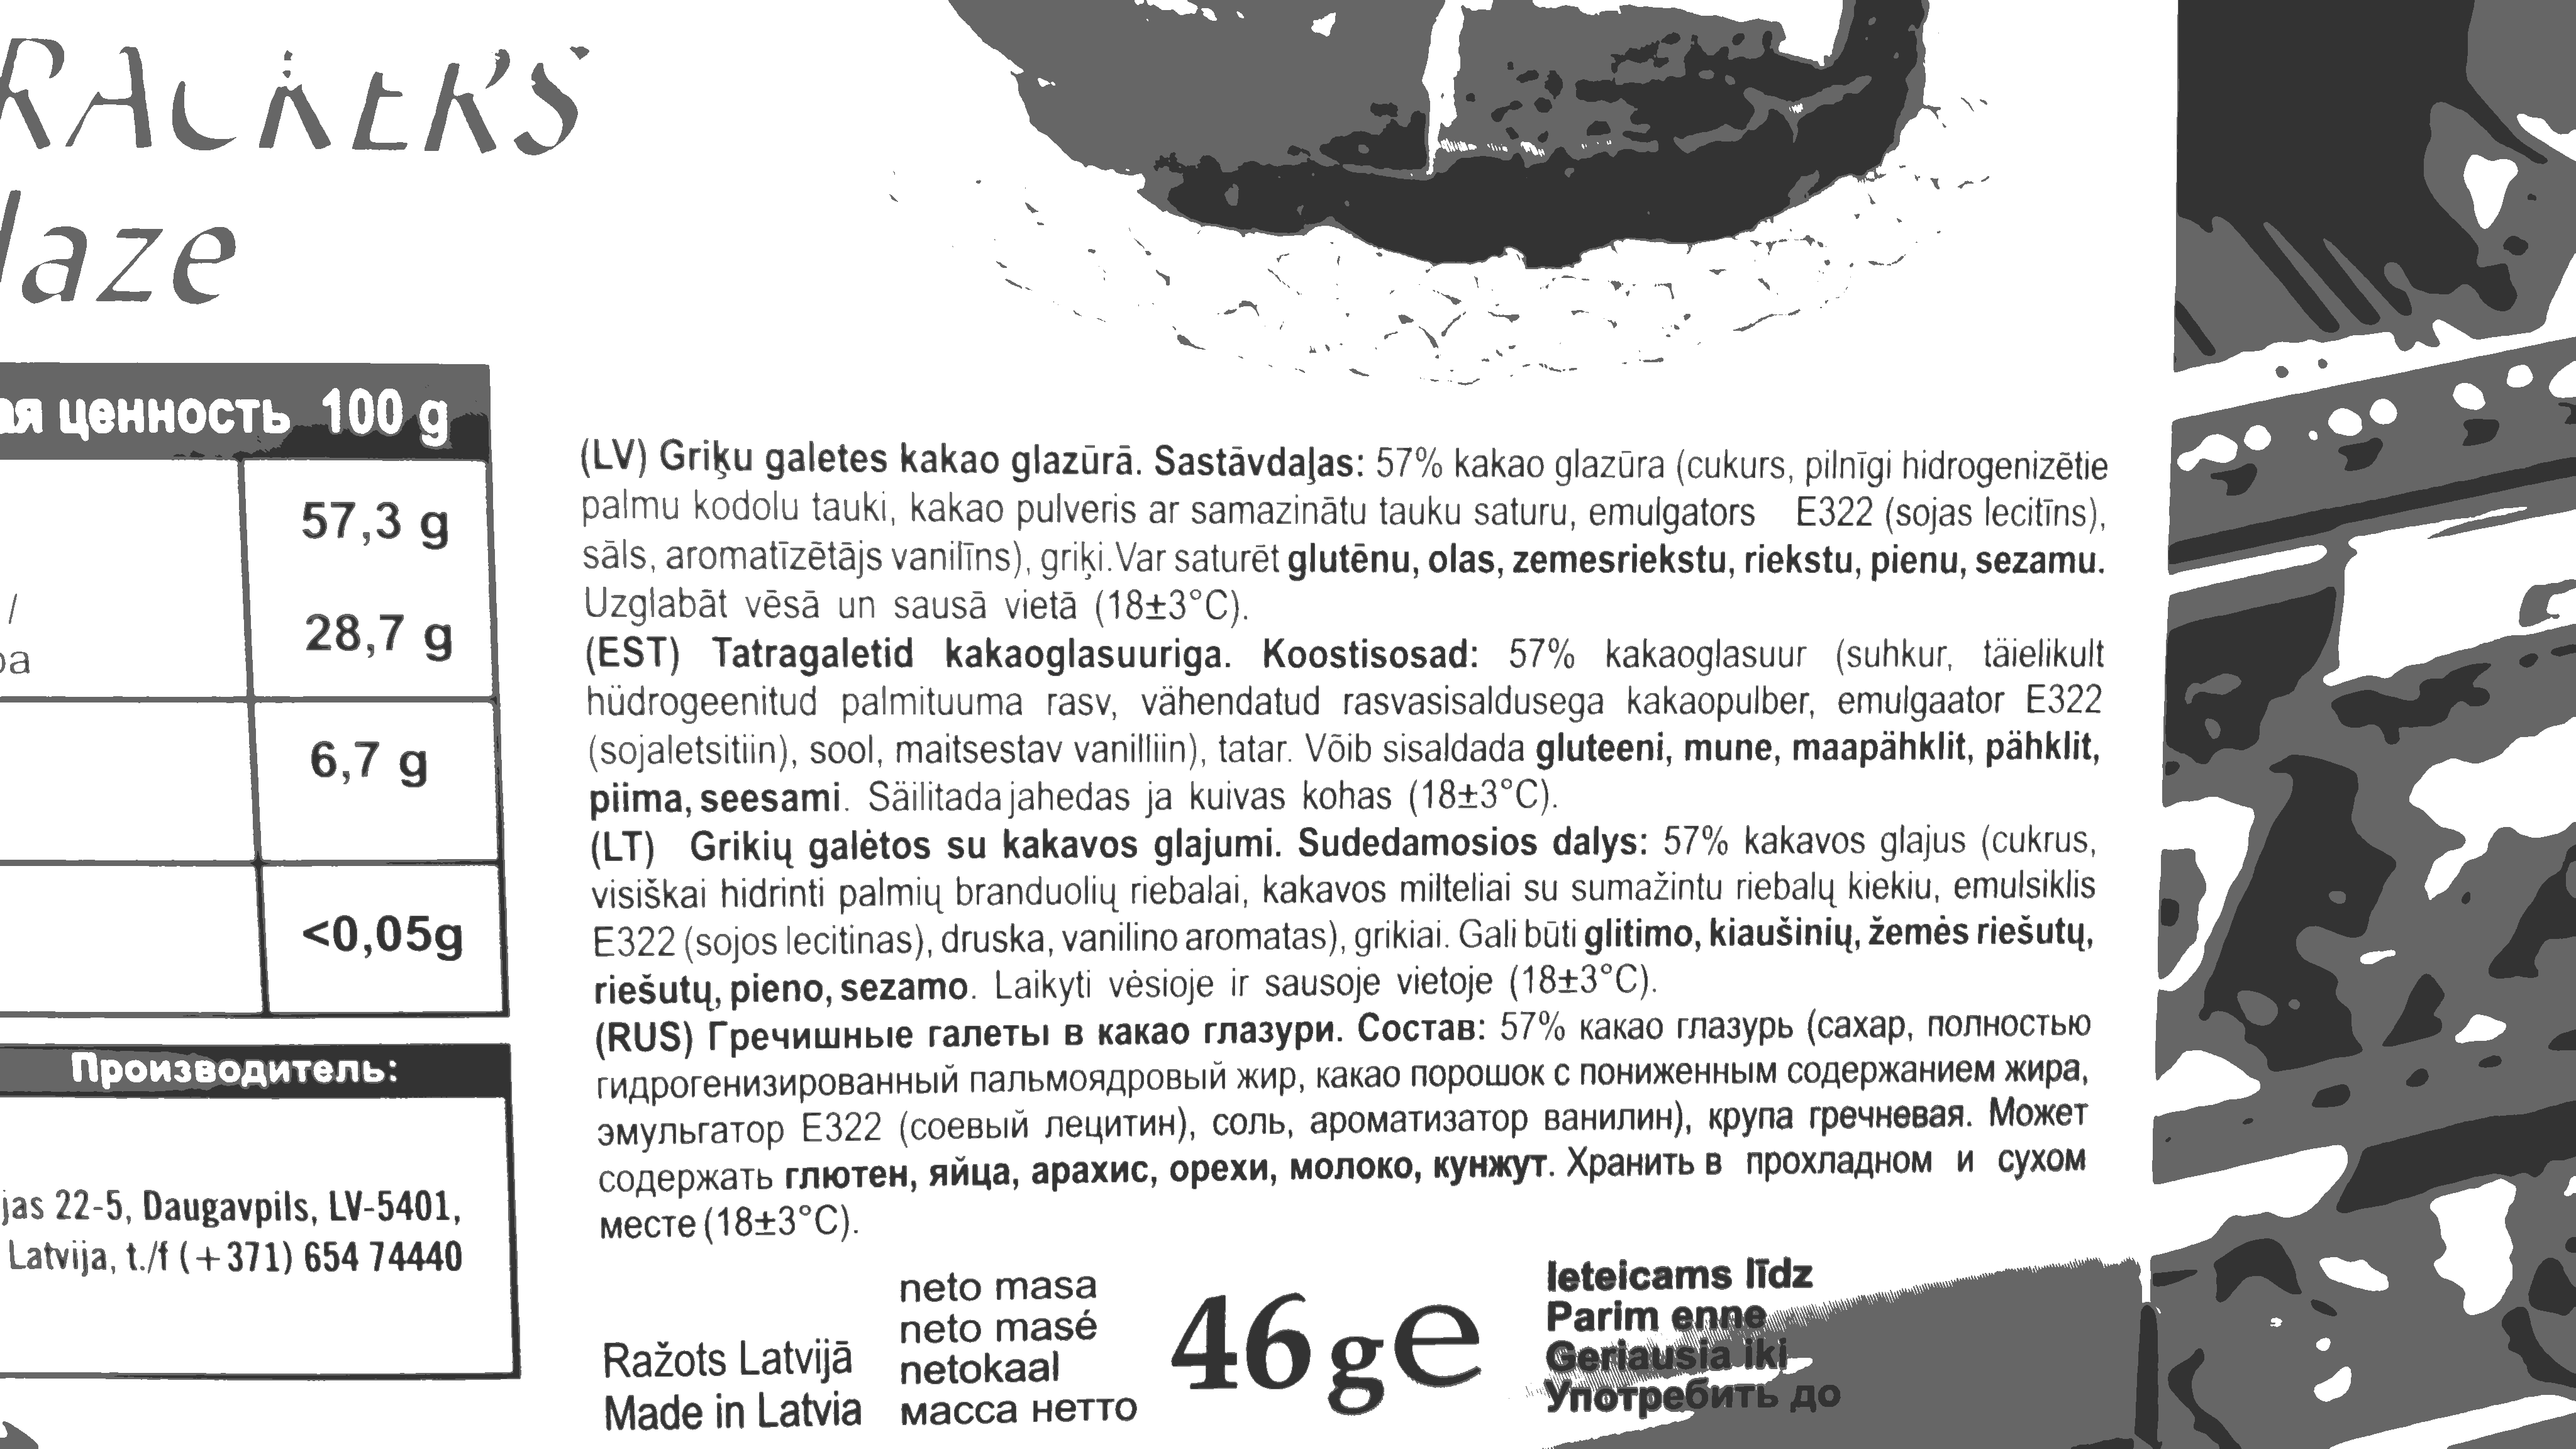 RACKERS
laze
ая ценность 100 g
57,3 g
/ 28,7 g
ра
6,7 g
<0,05g
Производитель:
jas 22-5, Daugavpils, LV-5401,
Latvija, t./f (+371) 654 74440
(LV) Griķu galetes kakao glazūrā. Sastāvdaļas: 57% kakao glazūra (cukurs, pilnīgi hidrogenizētie
palmu kodolu tauki, kakao pulveris ar samazinātu tauku saturu, emulgators E322 (sojas lecitīns),
sāls, aromatīzētājs vanilīns), griķi.Var saturēt glutēnu, olas, zemesriekstu, riekstu, pienu, sezamu.
Uzglabāt vēsā un sausā vietā (18±3°C).
(EST) Tatragaletid kakaoglasuuriga. Koostisosad: 57% kakaoglasuur (suhkur, täielikult
hüdrogeenitud palmituuma rasv, vähendatud rasvasisaldusega kakaopulber, emulgaator E322
(sojaletsitiin), sool, maitsestav vanilliin), tatar. Võib sisaldada gluteeni, mune, maapähklit, pähklit,
piima, seesami. Säilitada jahedas ja kuivas kohas (18±3°C).
(LT) Grikių galėtos su kakavos glajumi. Sudedamosios dalys: 57% kakavos glajus (cukrus,
visiškai hidrinti palmių branduolių riebalai, kakavos milteliai su sumažintu riebalų kiekiu, emulsiklis
E322 (sojos lecitinas), druska, vanilino aromatas), grikiai. Gali būti glitimo, kiaušinių, žemės riešutų,
riešutų, pieno, sezamo. Laikyti vėsioje ir sausoje vietoje (18±3°C).
(RUS) Гречишные галеты в какао глазури. Состав: 57% какао глазурь (сахар, полностью
гидрогенизированный пальмоядровый жир, какао порошок с пониженным содержанием жира,
эмульгатор E322 (соевый лецитин), соль, ароматизатор ванилин), крупа гречневая. Может
содержать глютен, яйца, арахис, орехи, молоко, кунжут. Хранить в прохладном и сухом
месте (18±3°C).
Ražots Latvijā
Made in Latvia
neto masa
neto masé
netokaal
масса нетто
46 g e
Ieteicams līdz
Parim enne
Geriausia iki
Употребить до